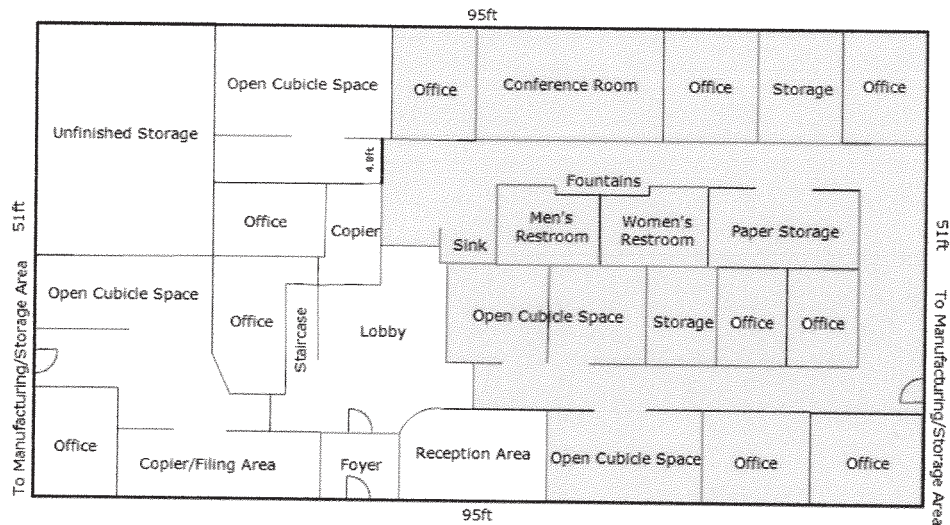 95ft
Open Cubicle Space
Office
Conference Room
Office
Storage
Office
Unfinished Storage
4.0ft
Fountains
51ft
Office
Copier
Sink
Men's
Restroom
Women's
Restroom
Paper Storage
51ft
Open Cubicle Space
Office
Staircase
Lobby
Open Cubicle Space
Storage
Office
Office
To Manufacturing/Storage Area
To Manufacturing/Storage Area
Office
Copier/Filing Area
Foyer
Reception Area
Open Cubicle Space
Office
Office
95ft